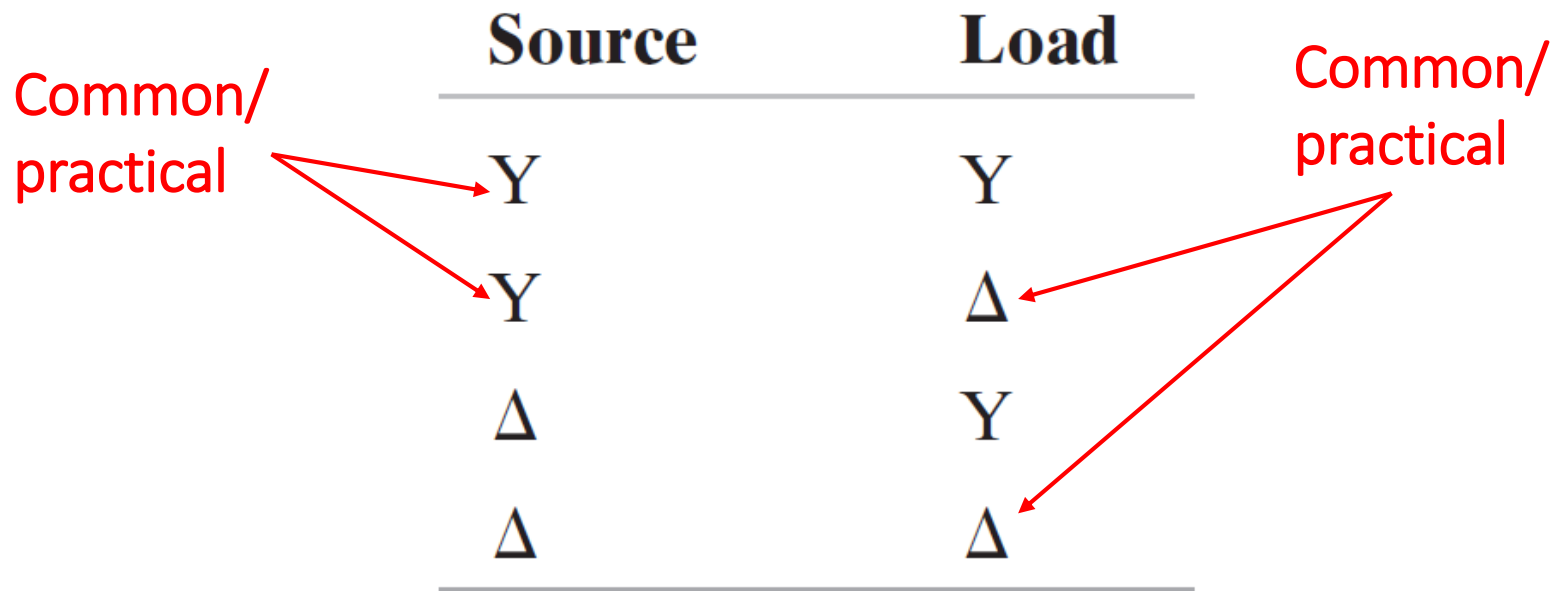 Source Load
Common/
practical
Common/
practical
Y Y
Y Δ
Δ Y
Δ Δ